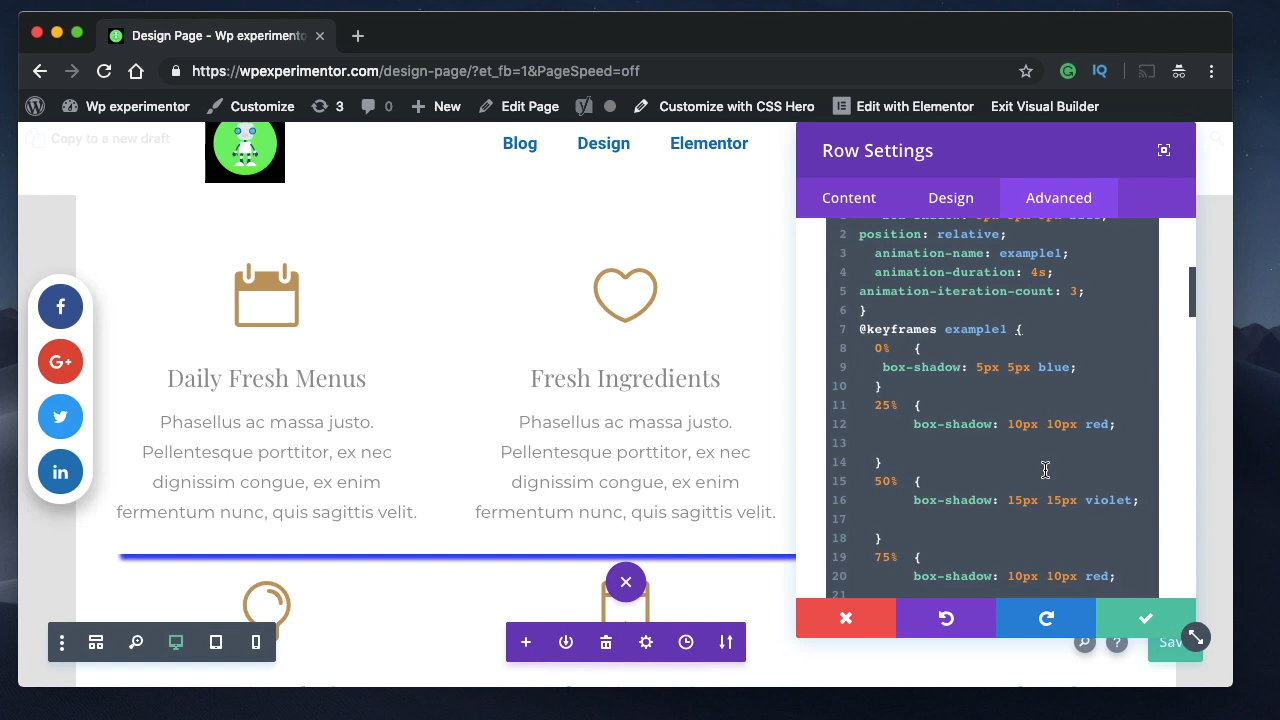 Design Page - Wp experimento
https://wpexperimentor.com/design-page/?et_fb=1&PageSpeed=off
Wp experimentor
Customize
3
0
New
Edit Page
Customize with CSS Hero
Edit with Elementor
Exit Visual Builder
Copy to a new draft
Blog
Design
Elementor
Row Settings
Content
Design
Advanced
2 position: relative;
3 animation-name: example1;
4 animation-duration: 4s;
5 animation-iteration-count: 3;
6 }
7 @keyframes example1 {
8 0% {
9 box-shadow: 5px 5px blue;
10 }
11 25% {
12 box-shadow: 10px 10px red;
13
14 }
15 50% {
16 box-shadow: 15px 15px violet;
17
18 }
19 75% {
20 box-shadow: 10px 10px red;
21
Daily Fresh Menus
Phasellus ac massa justo.
Pellentesque porttitor, ex nec
dignissim congue, ex enim
fermentum nunc, quis sagittis velit.
Fresh Ingredients
Phasellus ac massa justo.
Pellentesque porttitor, ex nec
dignissim congue, ex enim
fermentum nunc, quis sagittis velit.
f
G+
in
IQ
?
Sav